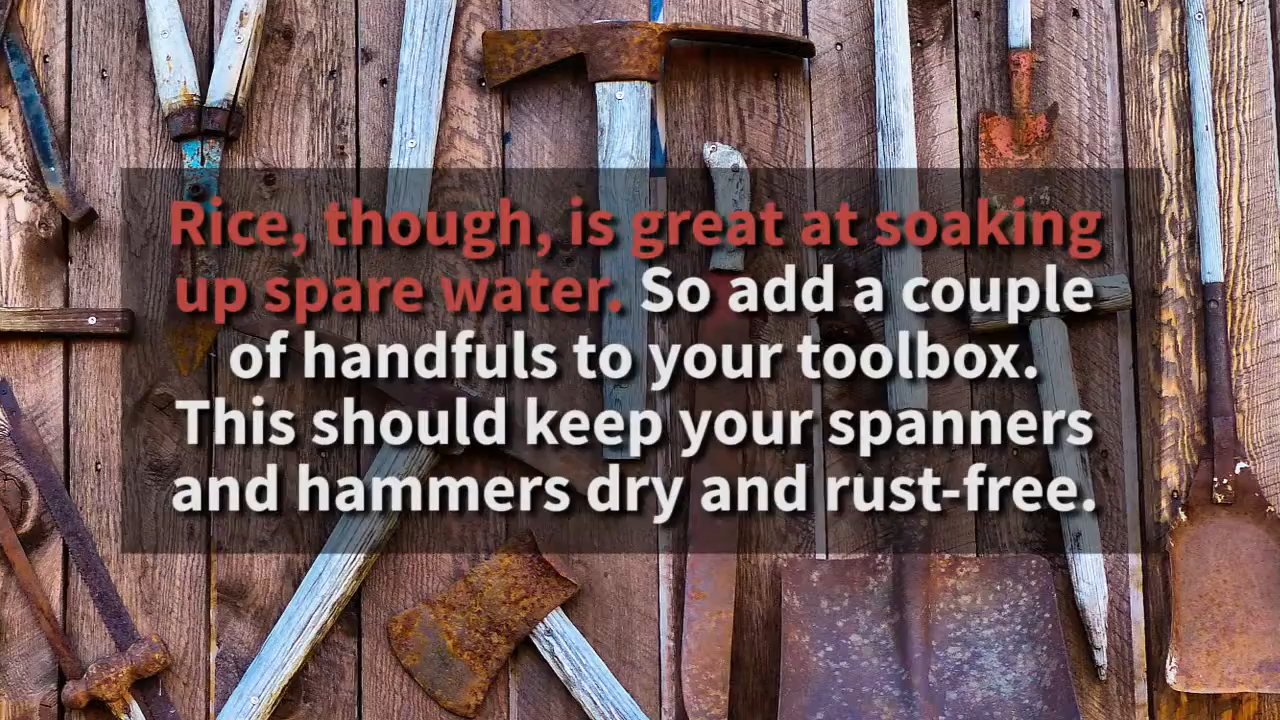 Rice, though, is great at soaking
up spare water. So add a couple
of handfuls to your toolbox.
This should keep your spanners
and hammers dry and rust-free.